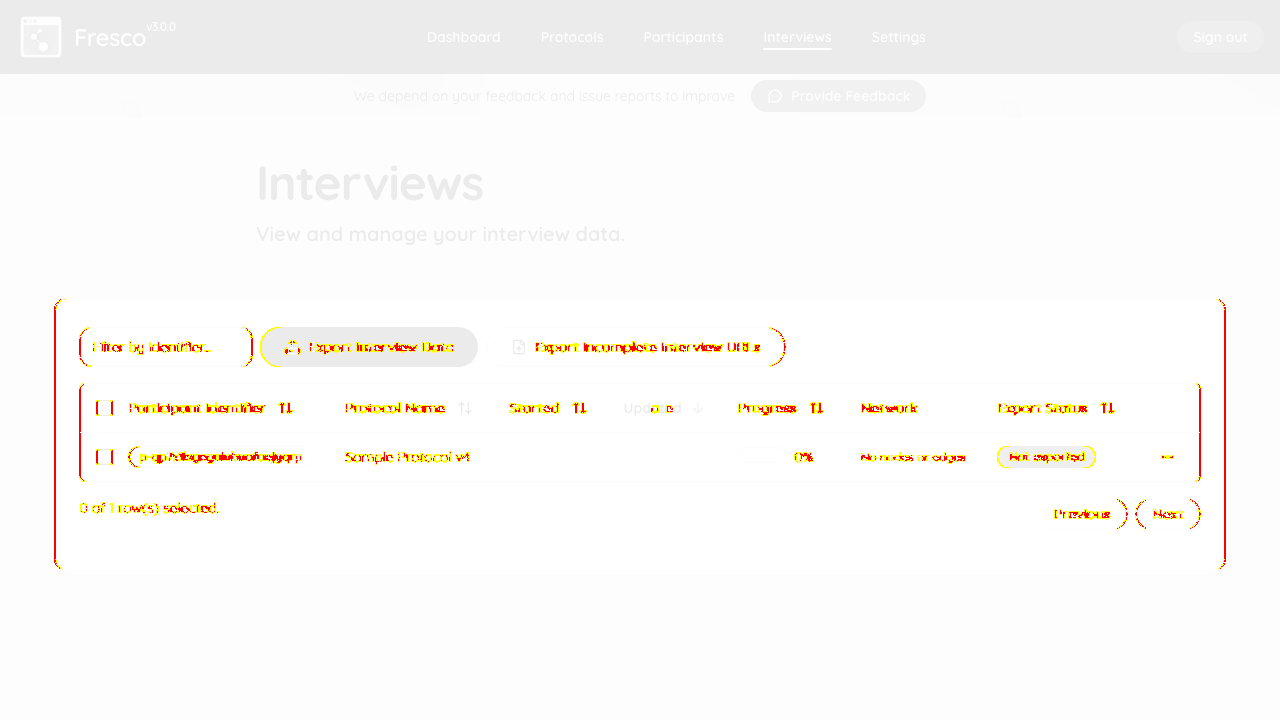 Fresco v3.0.0 Dashboard Protocols Participants Interviews Settings Sign out
We depend on your feedback and issue reports to improve. Provide Feedback
Interviews
View and manage your interview data.
Filter by identifier... Export Interview Data Export Incomplete Interview URLs
Participant Identifier Protocol Name Started Updated Progress Network Export Status
Sample Protocol v4 0% No nodes or edges Not exported
0 of 1 row(s) selected.
Previous Next